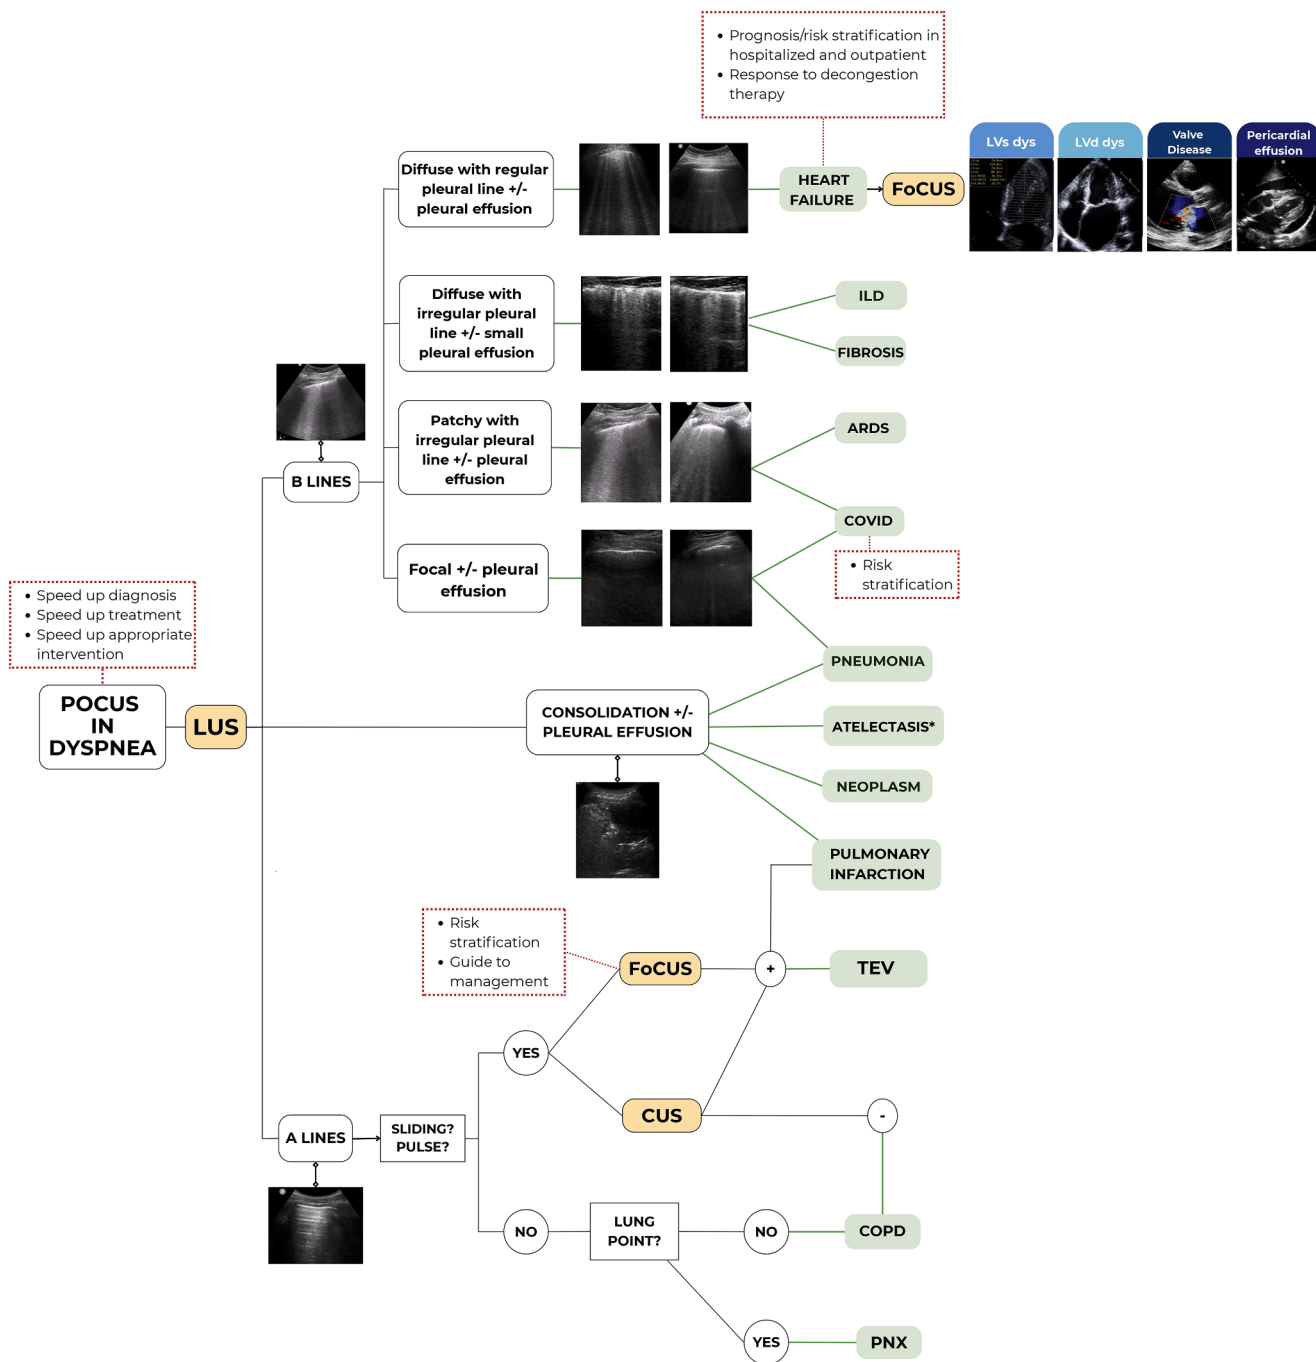 Prognosis/risk stratification in
hospitalized and outpatient
Response to decongestion
therapy
LVs dys
LVd dys
Valve
Disease
Pericardial
effusion
Diffuse with regular
pleural line +/-
pleural effusion
HEART
FAILURE
FoCUS
Diffuse with
irregular pleural
line +/- small
pleural effusion
ILD
FIBROSIS
Patchy with
irregular pleural
line +/- pleural
effusion
ARDS
B LINES
COVID
Risk
stratification
Focal +/- pleural
effusion
Speed up diagnosis
Speed up treatment
Speed up appropriate
intervention
POCUS
IN
DYSPNEA
LUS
CONSOLIDATION +/-
PLEURAL EFFUSION
PNEUMONIA
ATELECTASIS*
NEOPLASM
PULMONARY
INFARCTION
Risk
stratification
Guide to
management
FoCUS
+
TEV
YES
CUS
-
A LINES
SLIDING?
PULSE?
NO
LUNG
POINT?
NO
COPD
YES
PNX